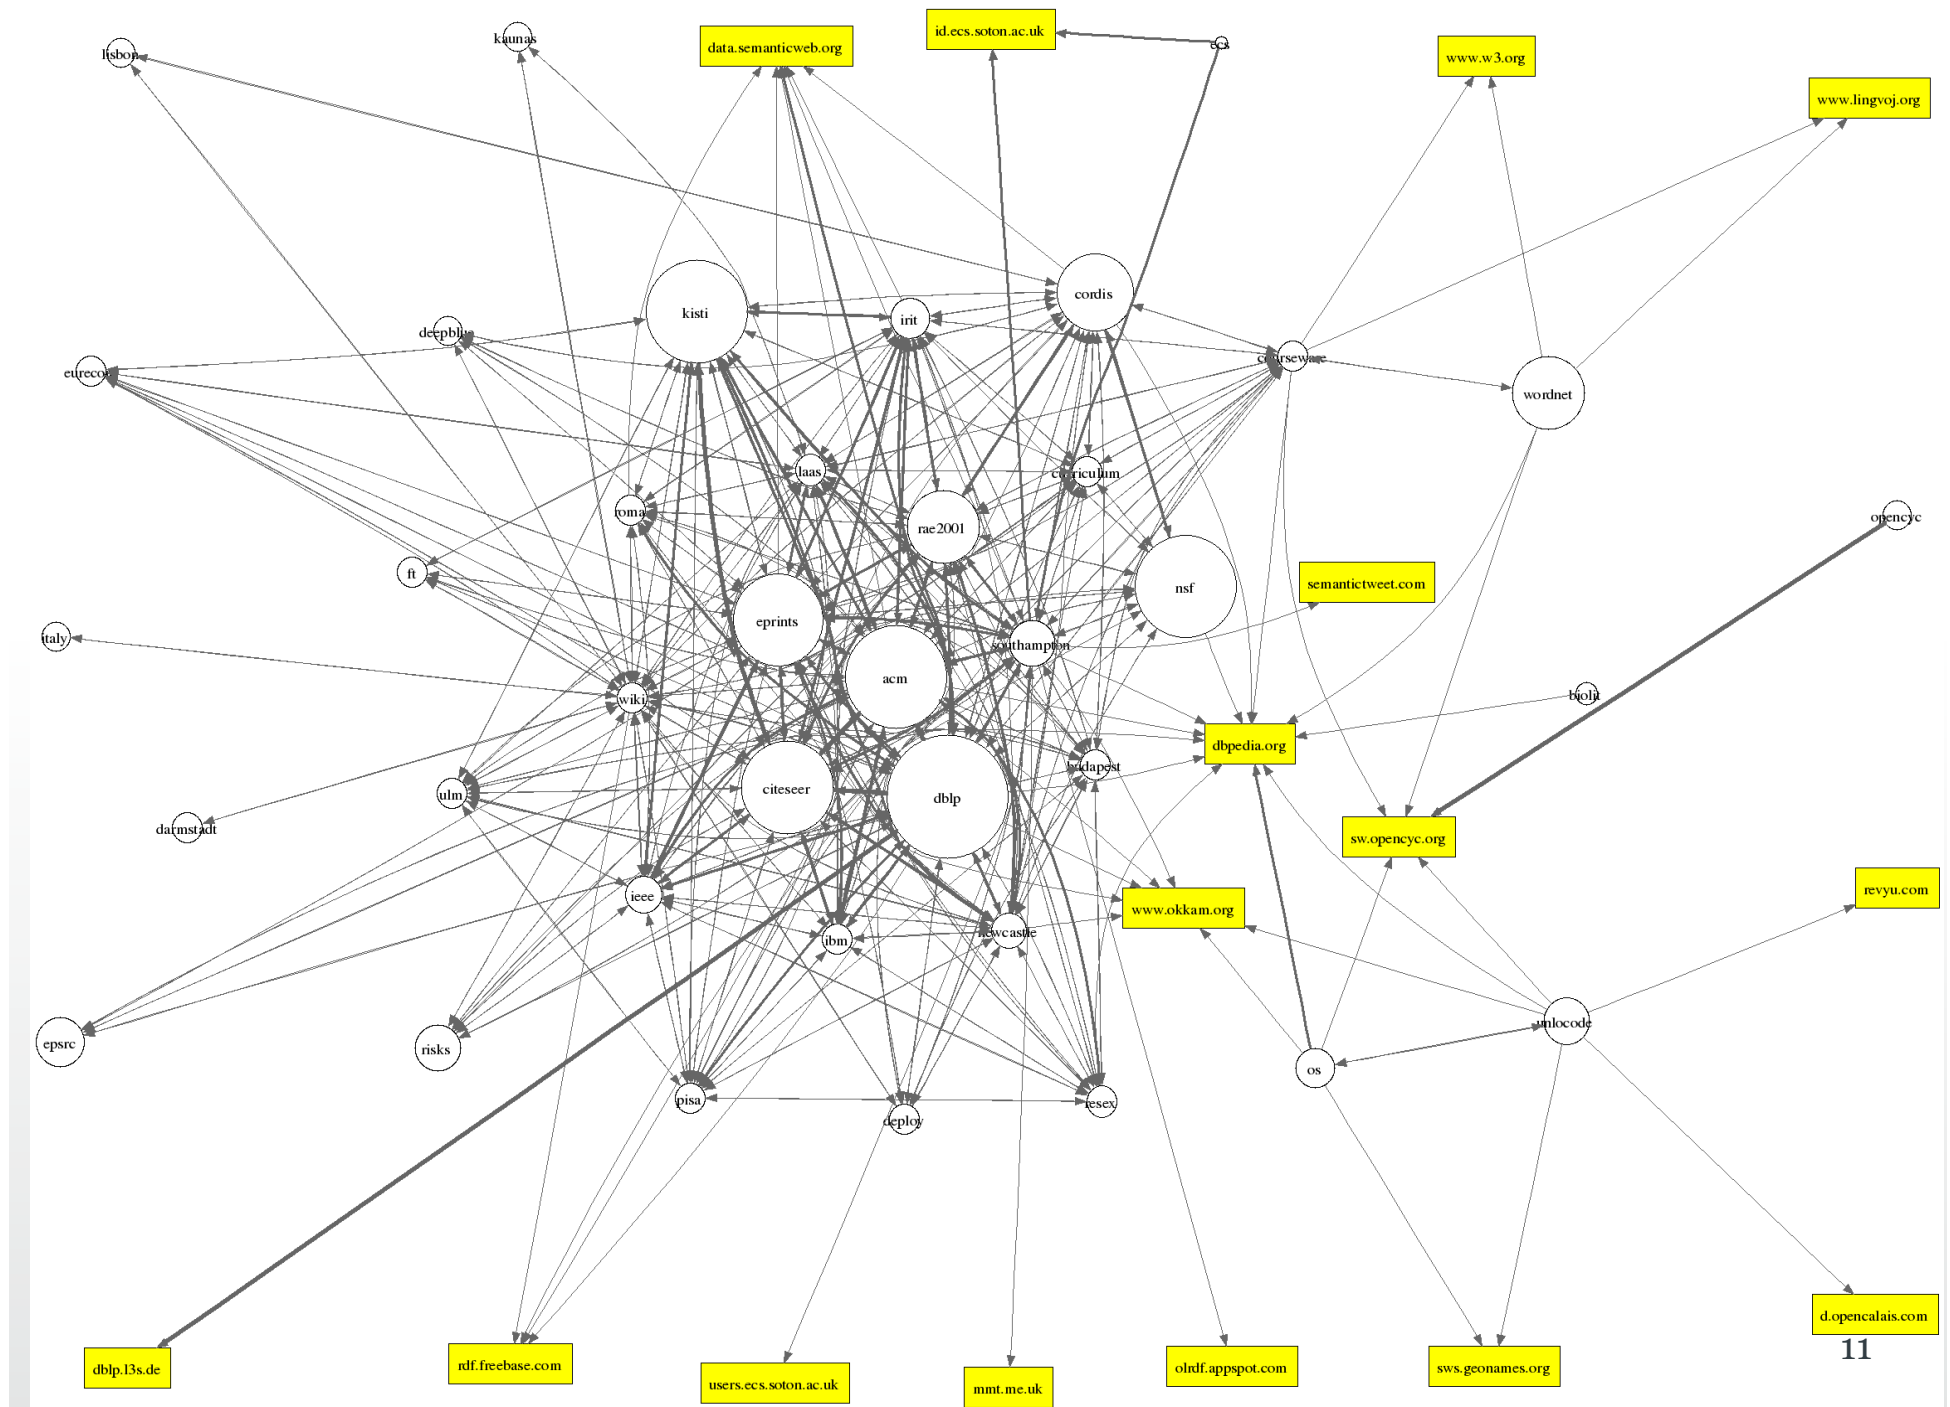 id.ecs.soton.ac.uk
kaunas
ecs
data.semanticweb.org
lisbon
www.w3.org
www.lingvoj.org
cordis
kisti
irit
deepblue
courseware
eurecom
wordnet
laas
curriculum
roma
opencyc
rae2001
ft
semantictweet.com
nsf
eprints
italy
southampton
acm
biolit
wiki
dbpedia.org
budapest
citeseer
ulm
dblp
darmstadt
sw.opencyc.org
revyu.com
ieee
www.okkam.org
newcastle
ibm
unlocode
epsrc
risks
os
pisa
resex
deploy
d.opencalais.com
11
rdf.freebase.com
dblp.l3s.de
olrdf.appspot.com
sws.geonames.org
users.ecs.soton.ac.uk
mmt.me.uk